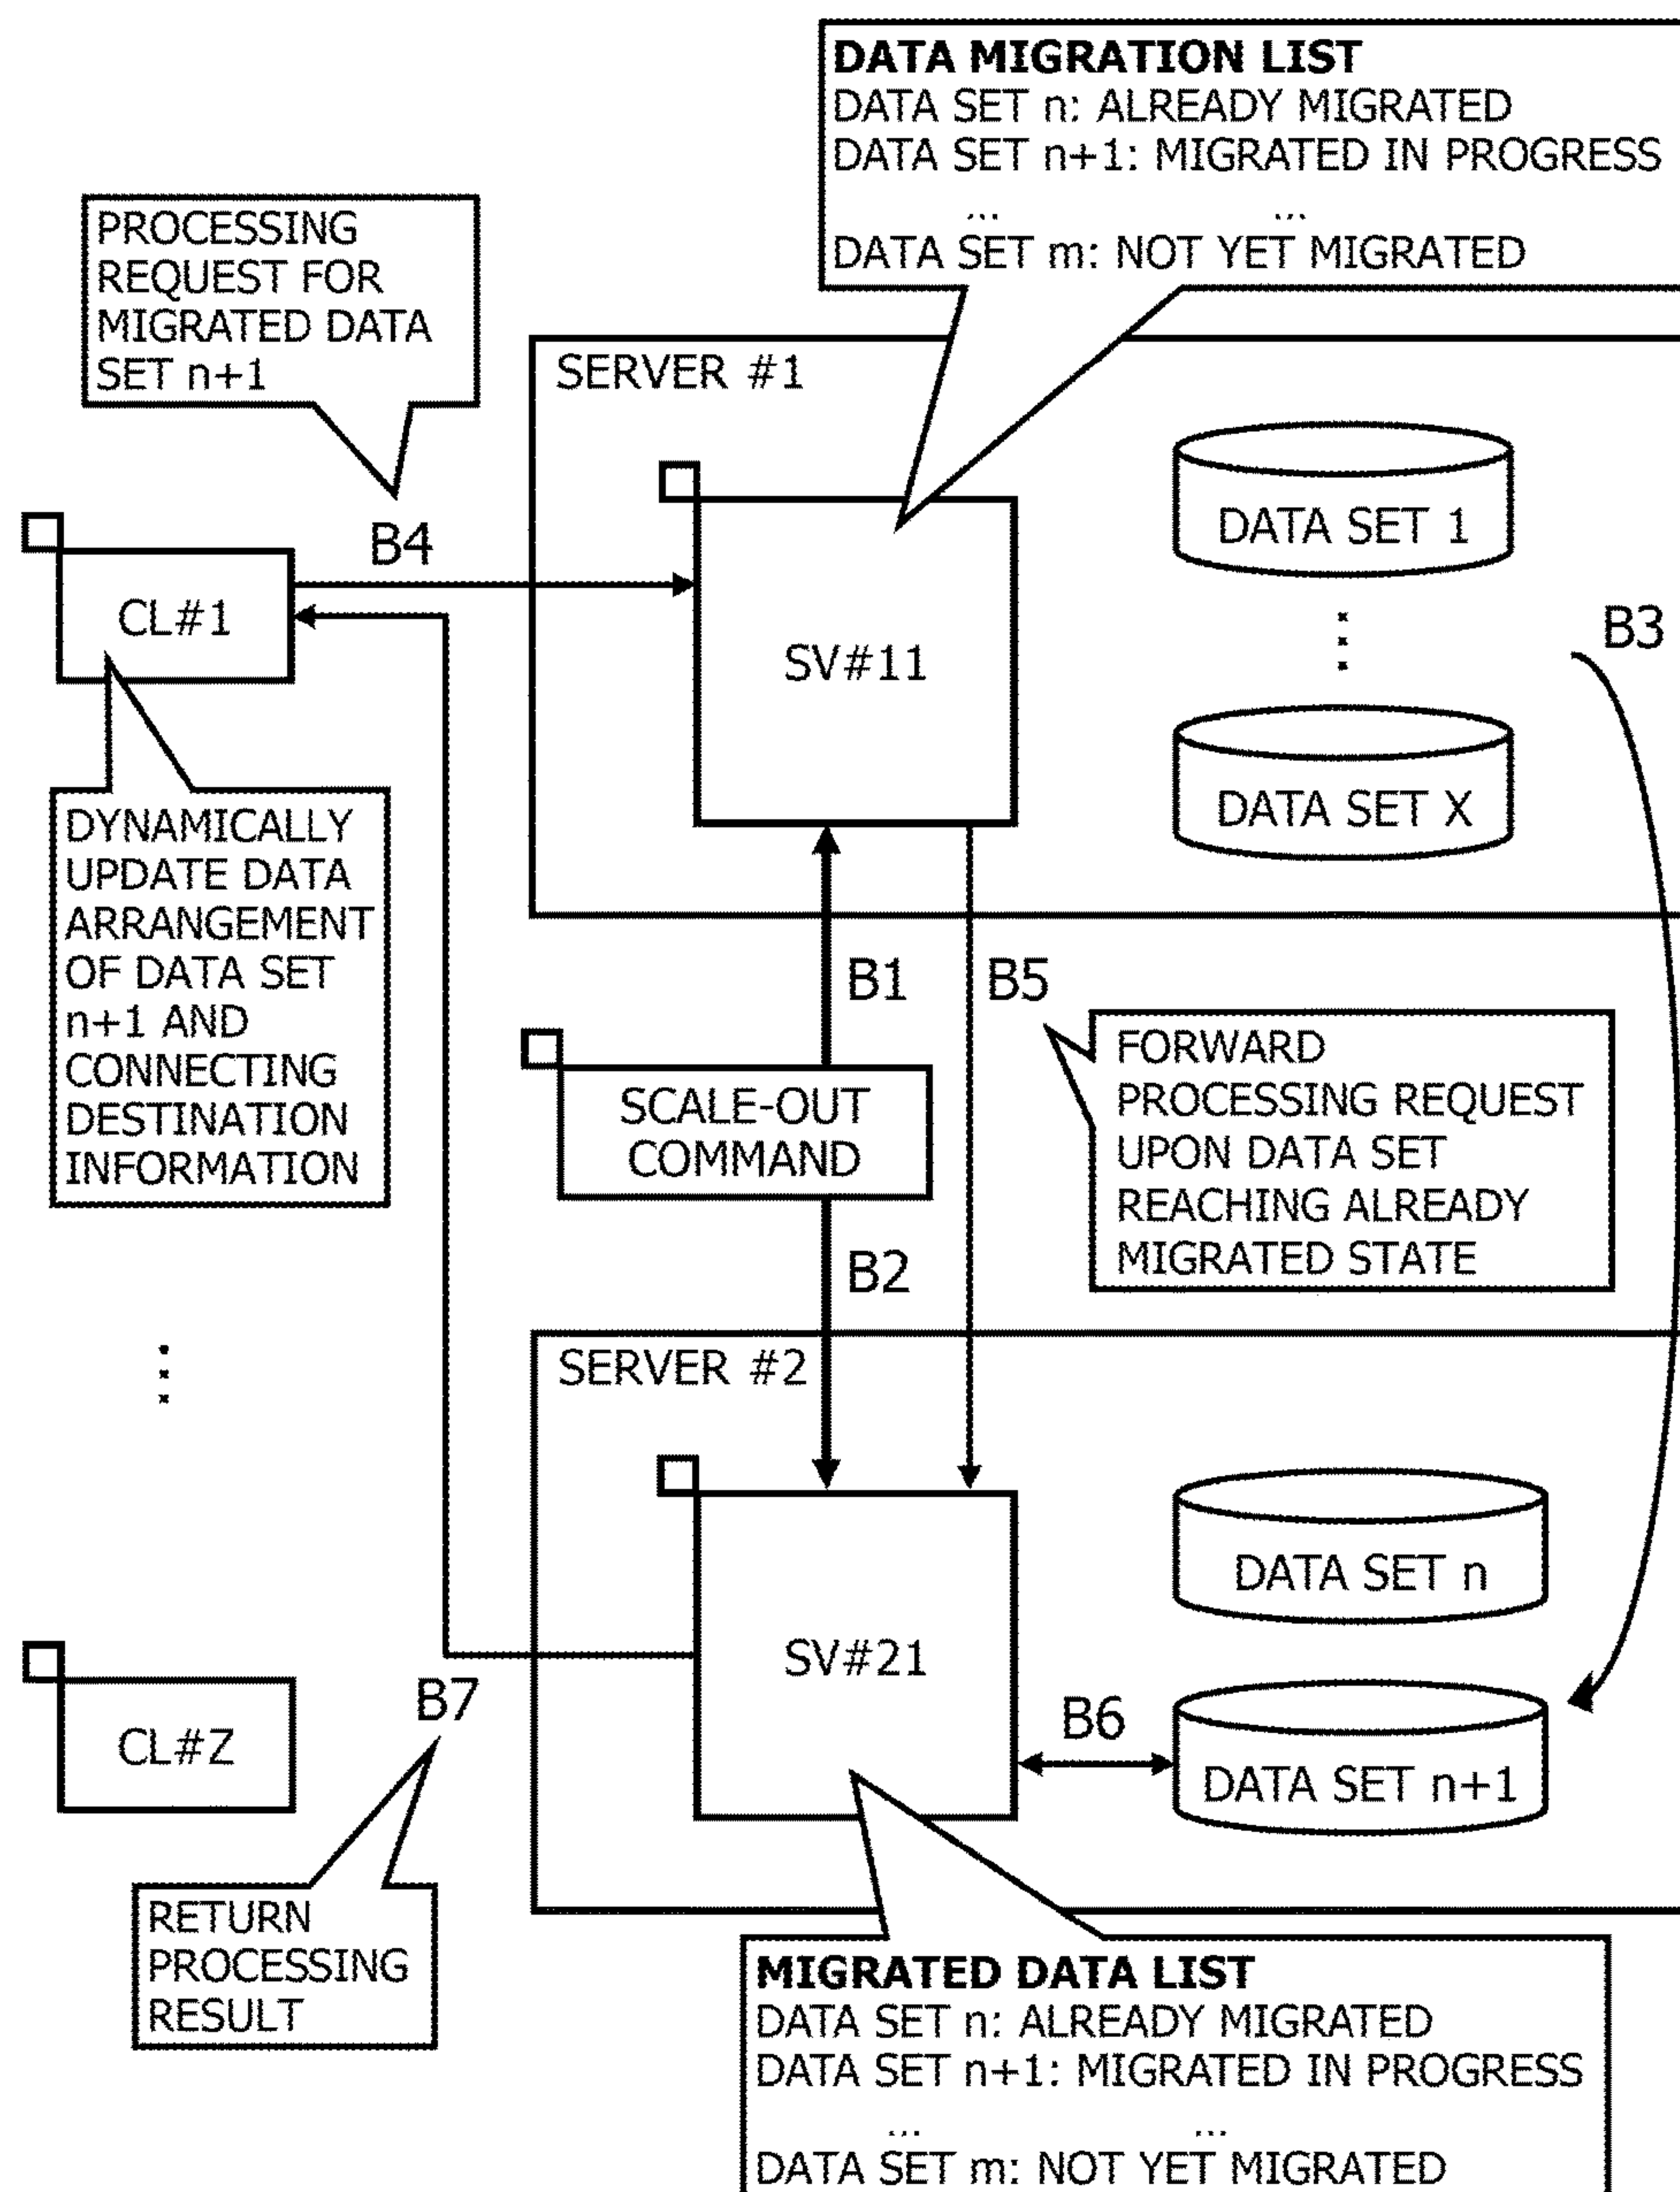 DATA MIGRATION LIST
DATA SET n: ALREADY MIGRATED
DATA SET n+1: MIGRATED IN PROGRESS
... ...
DATA SET m: NOT YET MIGRATED
PROCESSING
REQUEST FOR
MIGRATED DATA
SET n+1
SERVER #1
B4
CL#1
SV#11
DATA SET 1
⋮
DATA SET X
B3
DYNAMICALLY
UPDATE DATA
ARRANGEMENT
OF DATA SET
n+1 AND
CONNECTING
DESTINATION
INFORMATION
B1
B5
SCALE-OUT
COMMAND
FORWARD
PROCESSING REQUEST
UPON DATA SET
REACHING ALREADY
MIGRATED STATE
B2
⋮
SERVER #2
SV#21
DATA SET n
B6
DATA SET n+1
CL#Z
B7
RETURN
PROCESSING
RESULT
MIGRATED DATA LIST
DATA SET n: ALREADY MIGRATED
DATA SET n+1: MIGRATED IN PROGRESS
... ...
DATA SET m: NOT YET MIGRATED